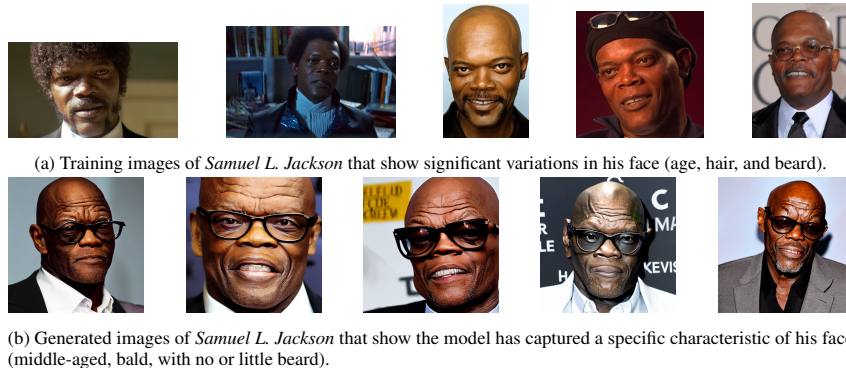 (a) Training images of Samuel L. Jackson that show significant variations in his face (age, hair, and beard).
(b) Generated images of Samuel L. Jackson that show the model has captured a specific characteristic of his face
(middle-aged, bald, with no or little beard).